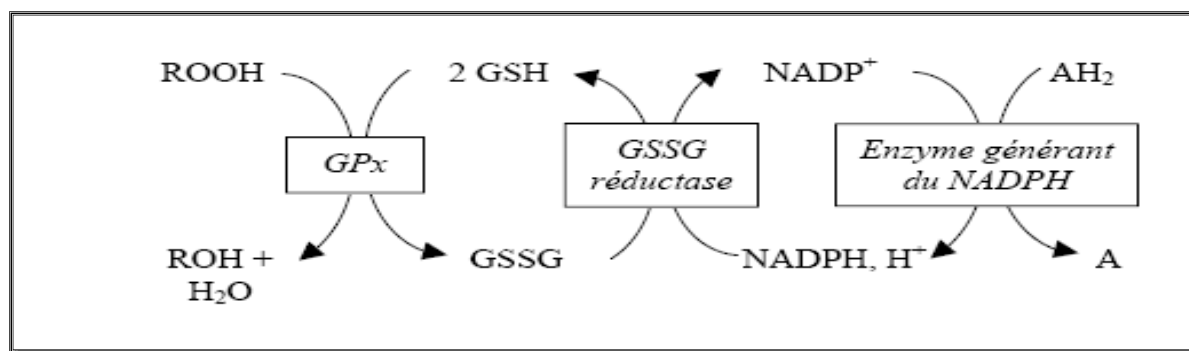 ROOH 2 GSH NADP⁺ AH₂
GPx
GSSG
réductase
Enzyme générant
du NADPH
ROH +
H₂O
GSSG NADPH, H⁺ A